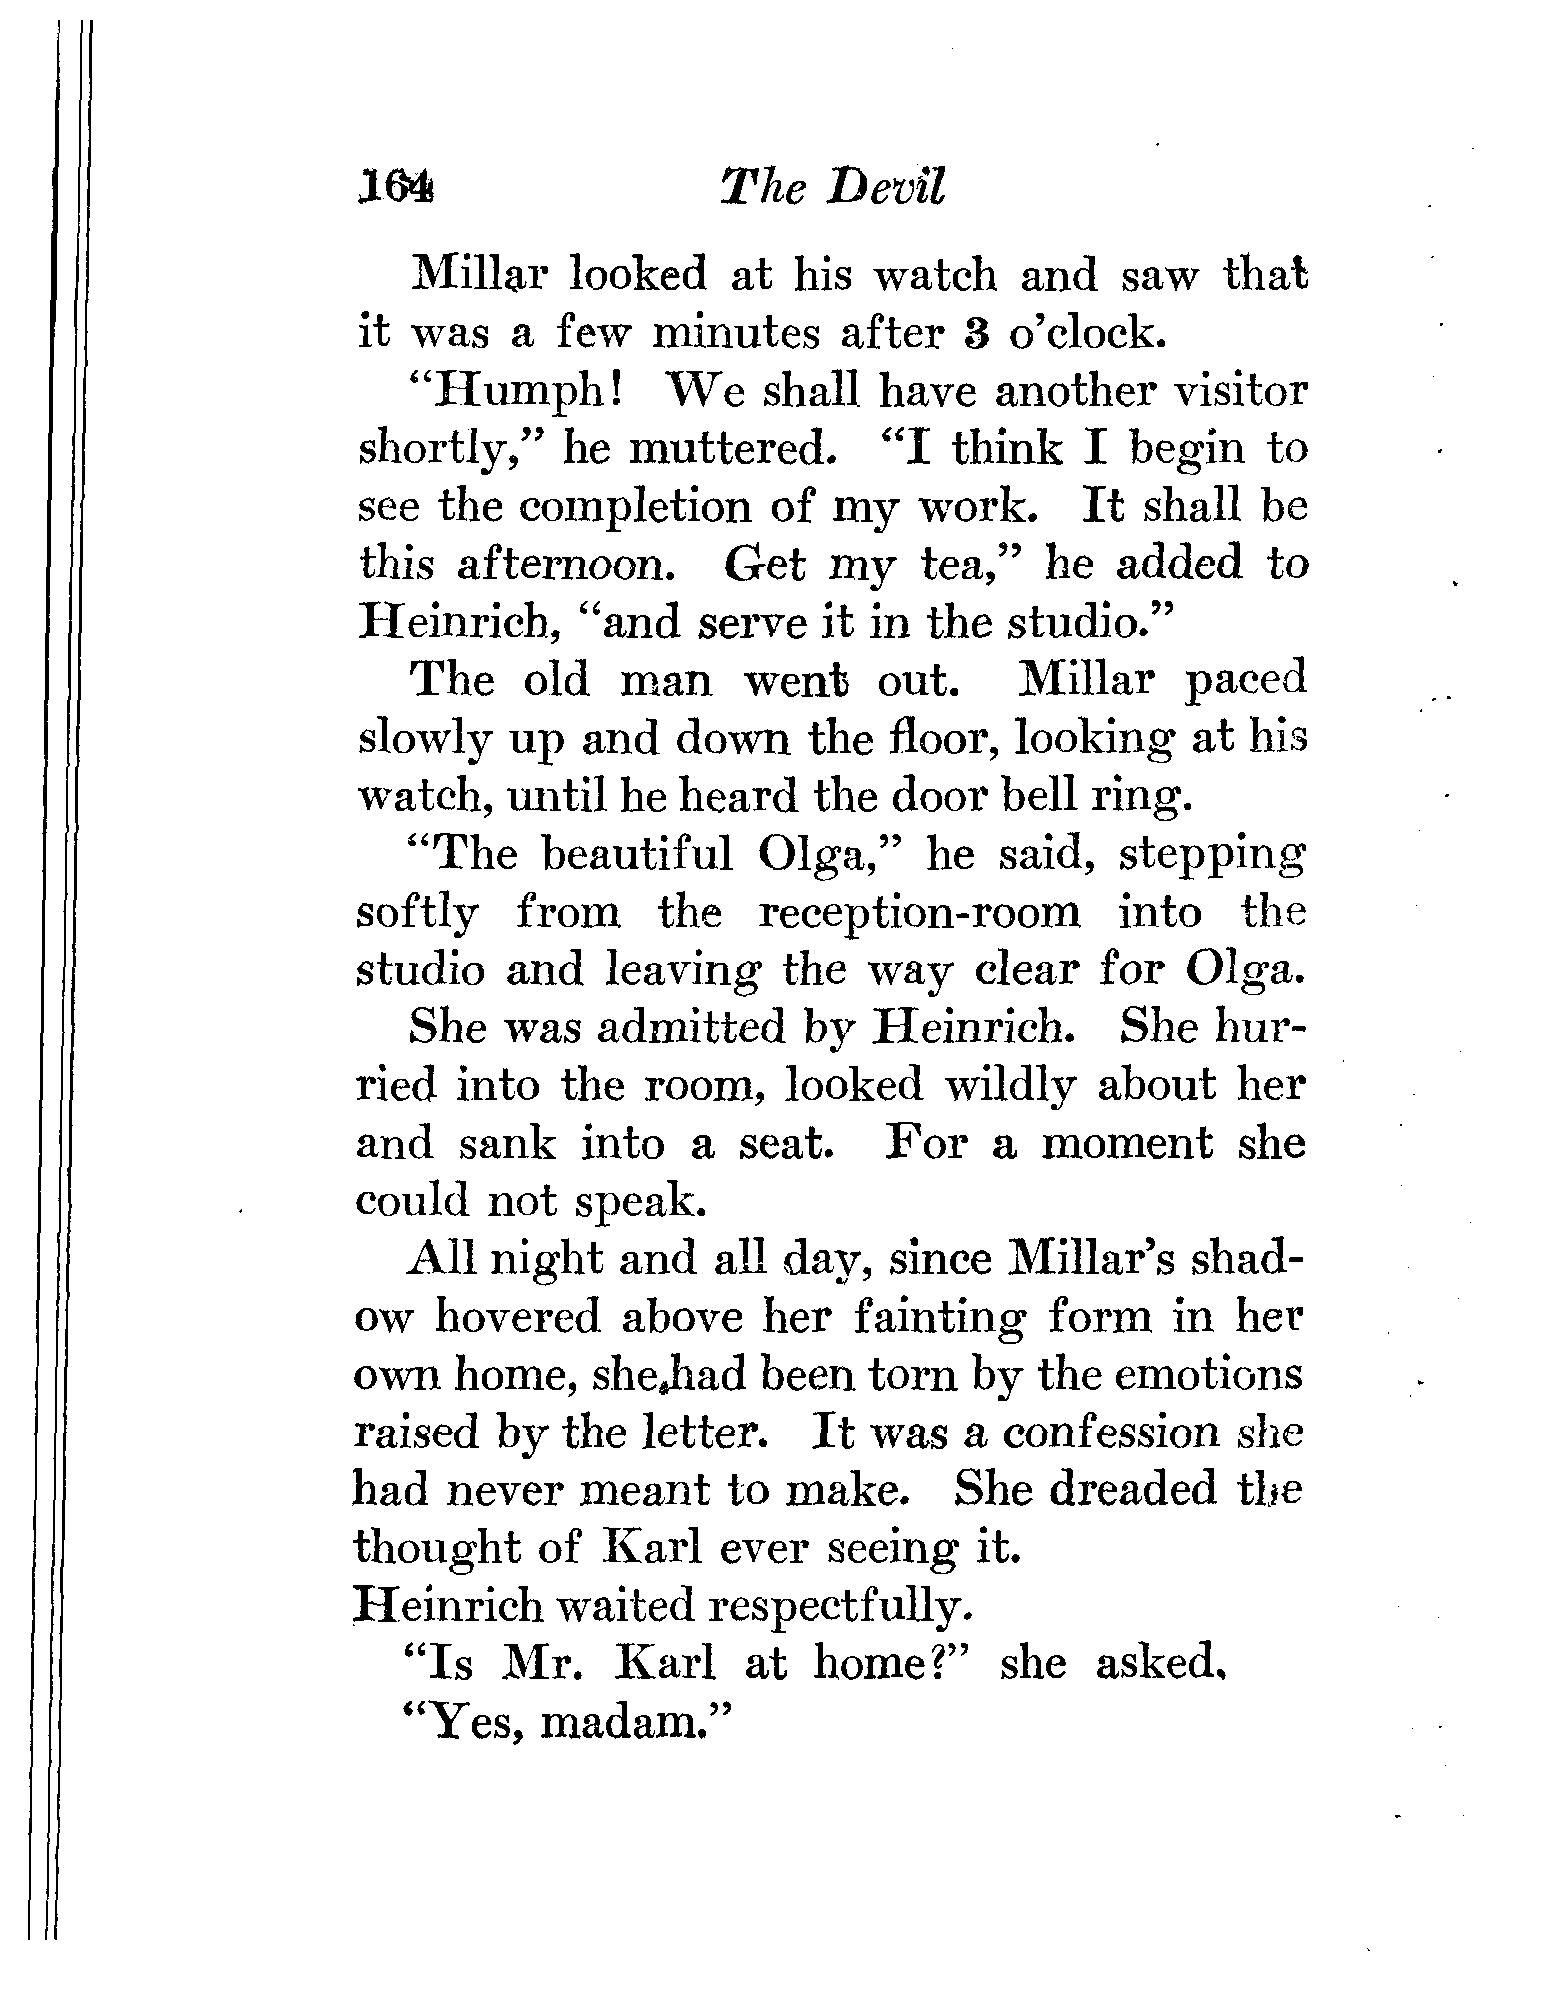 164 The Devil
Millar looked at his watch and saw that
it was a few minutes after 3 o'clock.
"Humph! We shall have another visitor
shortly," he muttered. "I think I begin to
see the completion of my work. It shall be
this afternoon. Get my tea," he added to
Heinrich, "and serve it in the studio."
The old man went out. Millar paced
slowly up and down the floor, looking at his
watch, until he heard the door bell ring.
"The beautiful Olga," he said, stepping
softly from the reception-room into the
studio and leaving the way clear for Olga.
She was admitted by Heinrich. She hur-
ried into the room, looked wildly about her
and sank into a seat. For a moment she
could not speak.
All night and all day, since Millar's shad-
ow hovered above her fainting form in her
own home, she had been torn by the emotions
raised by the letter. It was a confession she
had never meant to make. She dreaded the
thought of Karl ever seeing it.
Heinrich waited respectfully.
"Is Mr. Karl at home?" she asked.
"Yes, madam."